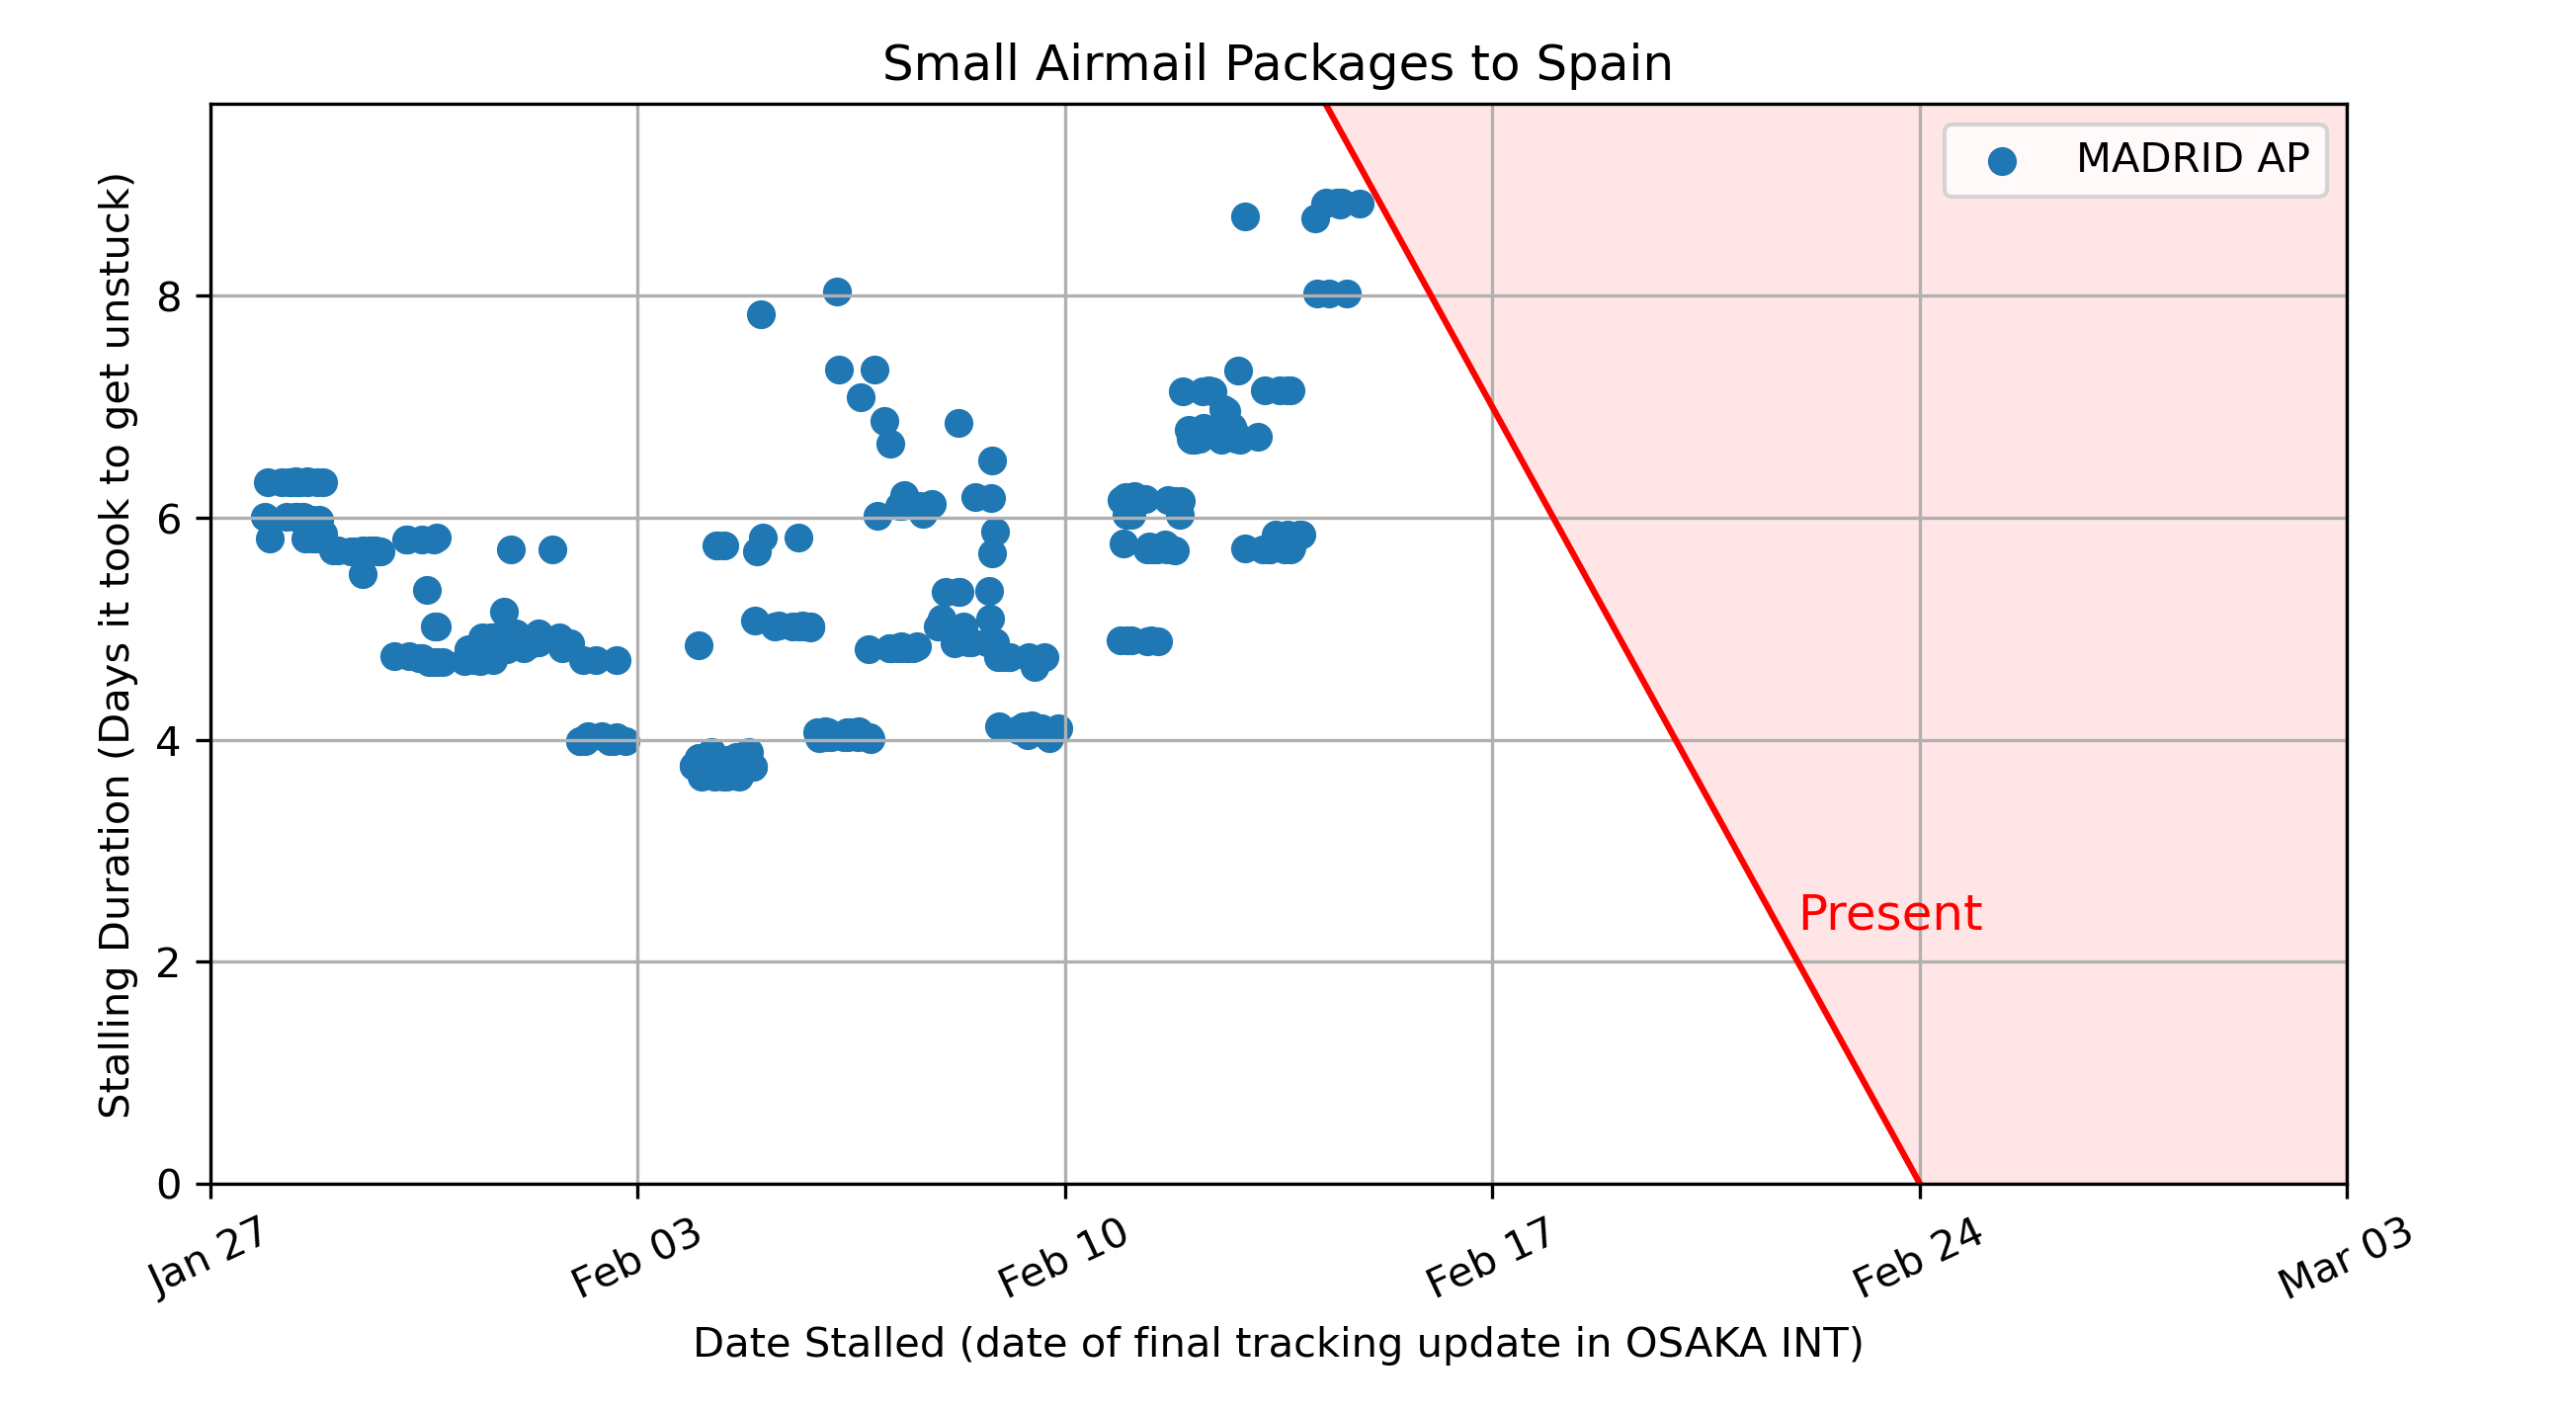 Small Airmail Packages to Spain
MADRID AP
Stalling Duration (Days it took to get unstuck)
8
6
4
2
0
Present
Jan 27
Feb 03
Feb 10
Feb 17
Feb 24
Mar 03
Date Stalled (date of final tracking update in OSAKA INT)